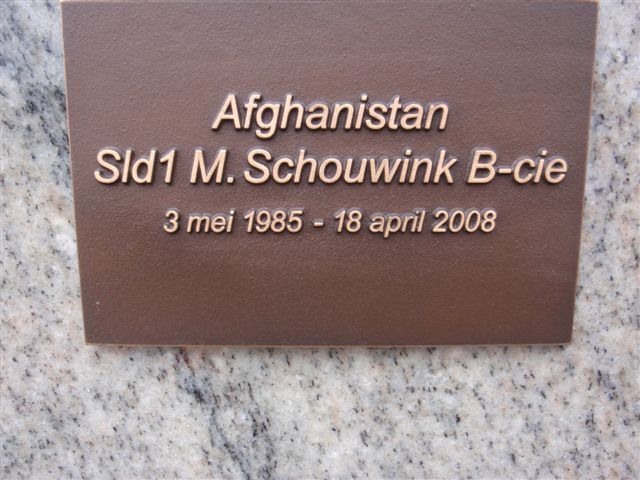 Afghanistan
Sld1 M. Schouwink B-cie
3 mei 1985 - 18 april 2008